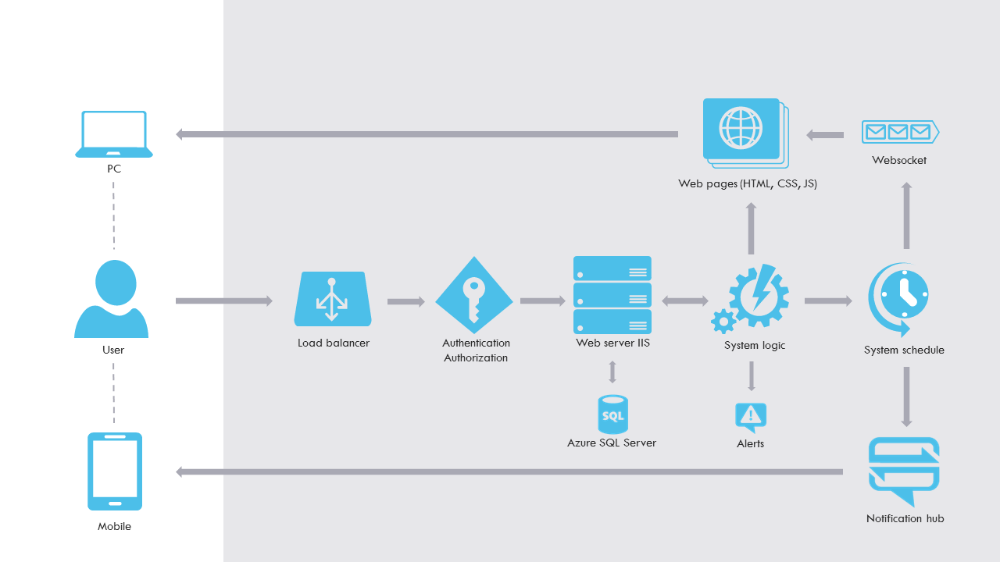 PC
Web pages (HTML, CSS, JS)
Websocket
User
Load balancer
Authentication
Authorization
Web server IIS
System logic
System schedule
SQL
Azure SQL Server
Alerts
Mobile
Notification hub